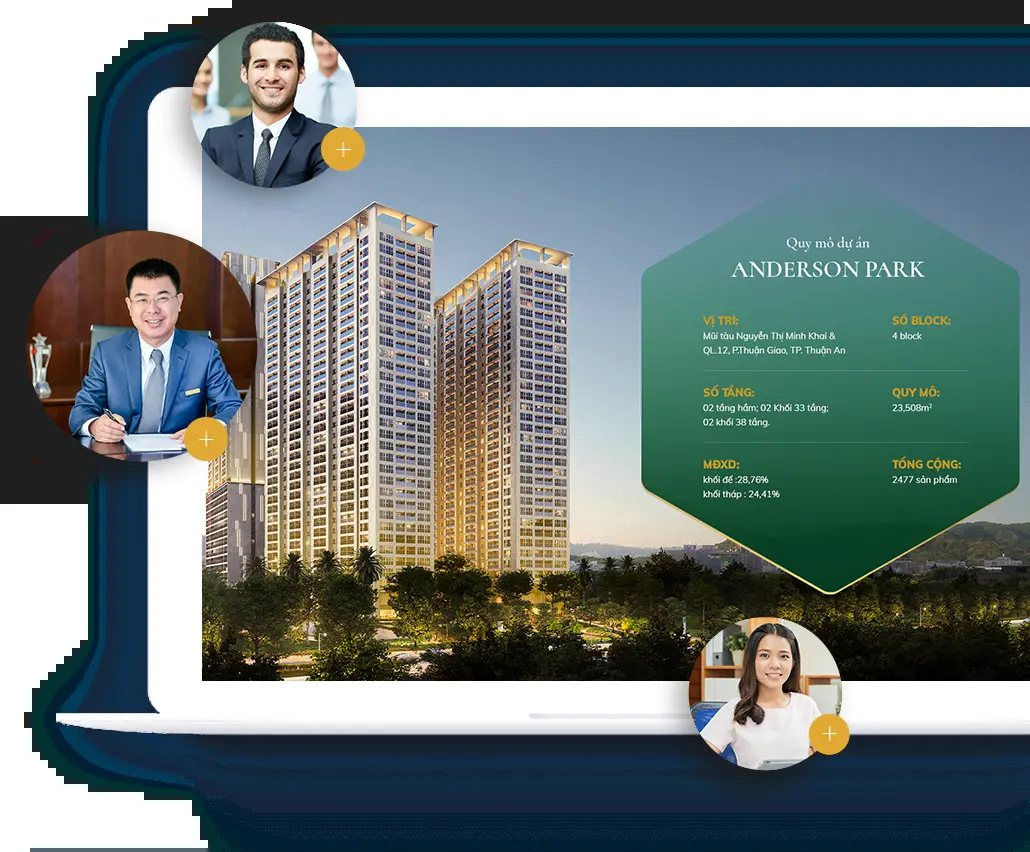 Quy mô dự án
ANDERSON PARK
VỊ TRÍ:
Mũi tàu Nguyễn Thị Minh Khai &
QL.12, P.Thuận Giao, TP. Thuận An
SỐ BLOCK:
4 block
SỐ TẦNG:
02 tầng hầm; 02 Khối 33 tầng;
02 khối 38 tầng.
QUY MÔ:
23,508m²
MĐXD:
khối đế :28,76%
khối tháp : 24,41%
TỔNG CỘNG:
2477 sản phẩm